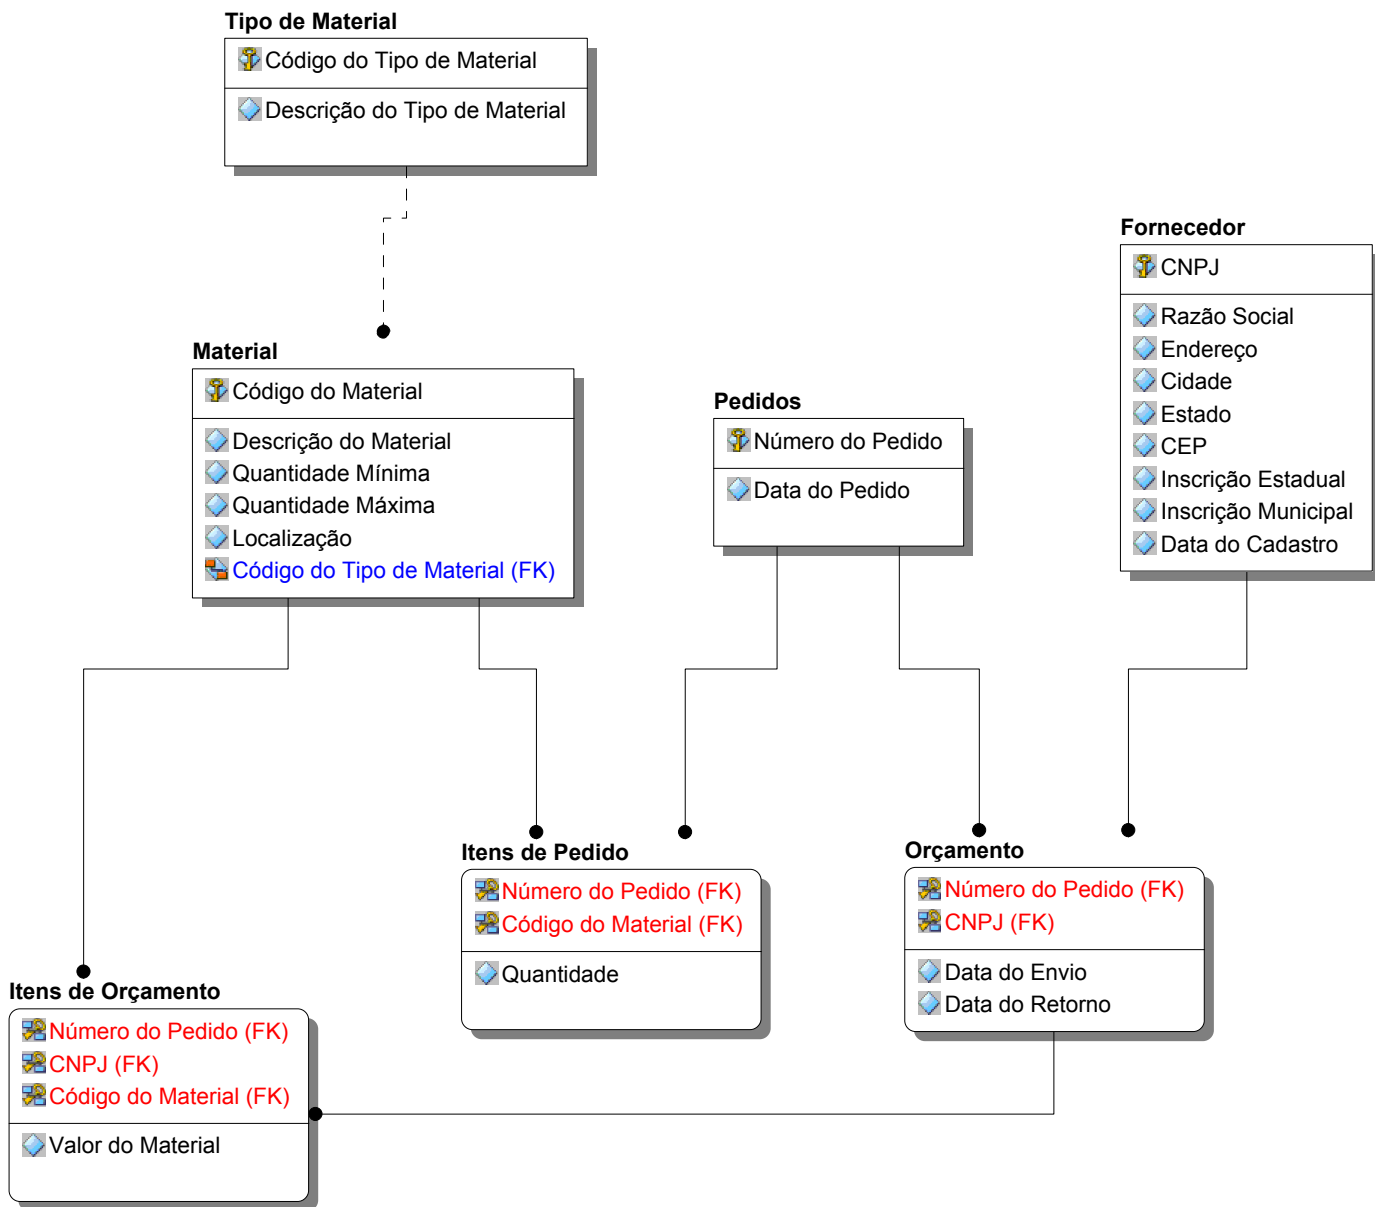 Tipo de Material
Código do Tipo de Material
Descrição do Tipo de Material
Fornecedor
CNPJ
Razão Social
Endereço
Cidade
Estado
CEP
Inscrição Estadual
Inscrição Municipal
Data do Cadastro
Material
Código do Material
Descrição do Material
Quantidade Mínima
Quantidade Máxima
Localização
Código do Tipo de Material (FK)
Pedidos
Número do Pedido
Data do Pedido
Itens de Pedido
Número do Pedido (FK)
Código do Material (FK)
Quantidade
Orçamento
Número do Pedido (FK)
CNPJ (FK)
Data do Envio
Data do Retorno
Itens de Orçamento
Número do Pedido (FK)
CNPJ (FK)
Código do Material (FK)
Valor do Material